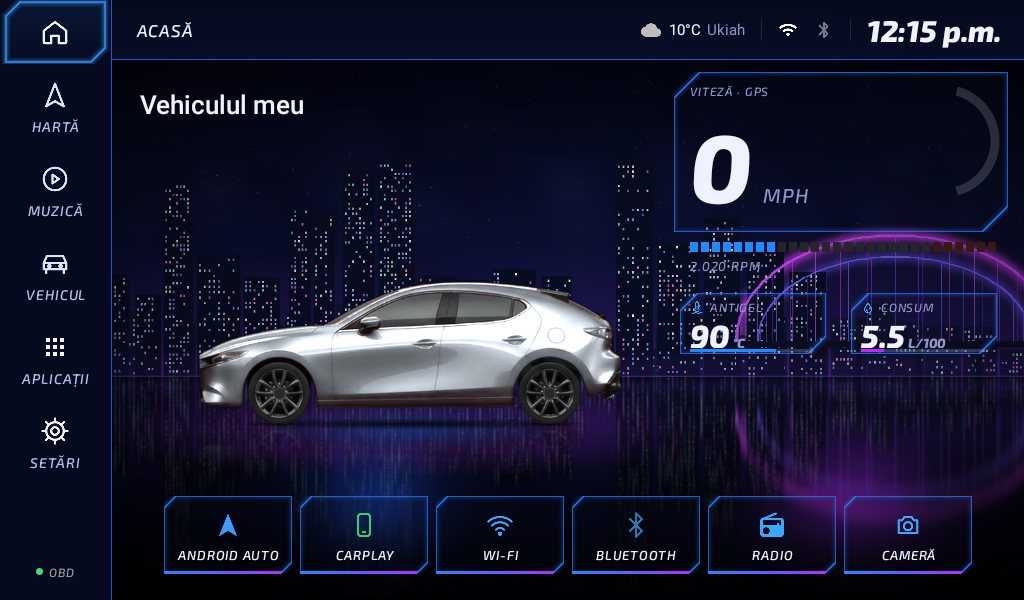 ACASĂ
10°C Ukiah
12:15 p.m.
HARTĂ
MUZICĂ
VEHICUL
APLICAȚII
SETĂRI
OBD
Vehiculul meu
VITEZĂ · GPS
0 MPH
2.020 RPM
ANTIGEL
90 °C
CONSUM
5.5 L/100
ANDROID AUTO
CARPLAY
WI-FI
BLUETOOTH
RADIO
CAMERĂ